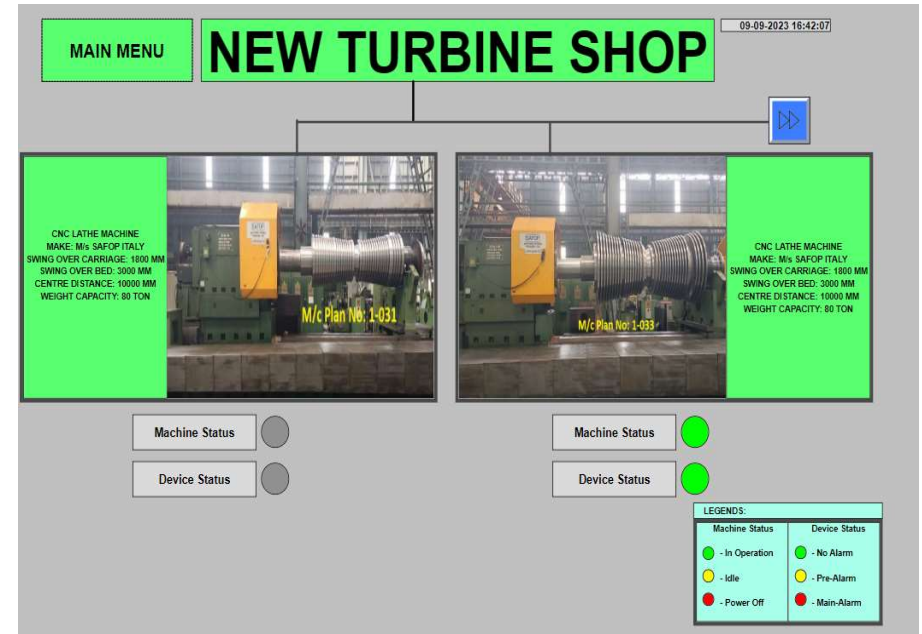 MAIN MENU
NEW TURBINE SHOP
09-09-2023 16:42:07
CNC LATHE MACHINE
MAKE: M/s SAFOP ITALY
SWING OVER CARRIAGE: 1800 MM
SWING OVER BED: 3000 MM
CENTRE DISTANCE: 10000 MM
WEIGHT CAPACITY: 80 TON
SAFOP
M/c Plan No: 1-031
M/c Plan No: 1-033
CNC LATHE MACHINE
MAKE: M/s SAFOP ITALY
SWING OVER CARRIAGE: 1800 MM
SWING OVER BED: 3000 MM
CENTRE DISTANCE: 10000 MM
WEIGHT CAPACITY: 80 TON
Machine Status
Device Status
Machine Status
Device Status
LEGENDS:
Machine Status
- In Operation
- Idle
- Power Off
Device Status
- No Alarm
- Pre-Alarm
- Main-Alarm